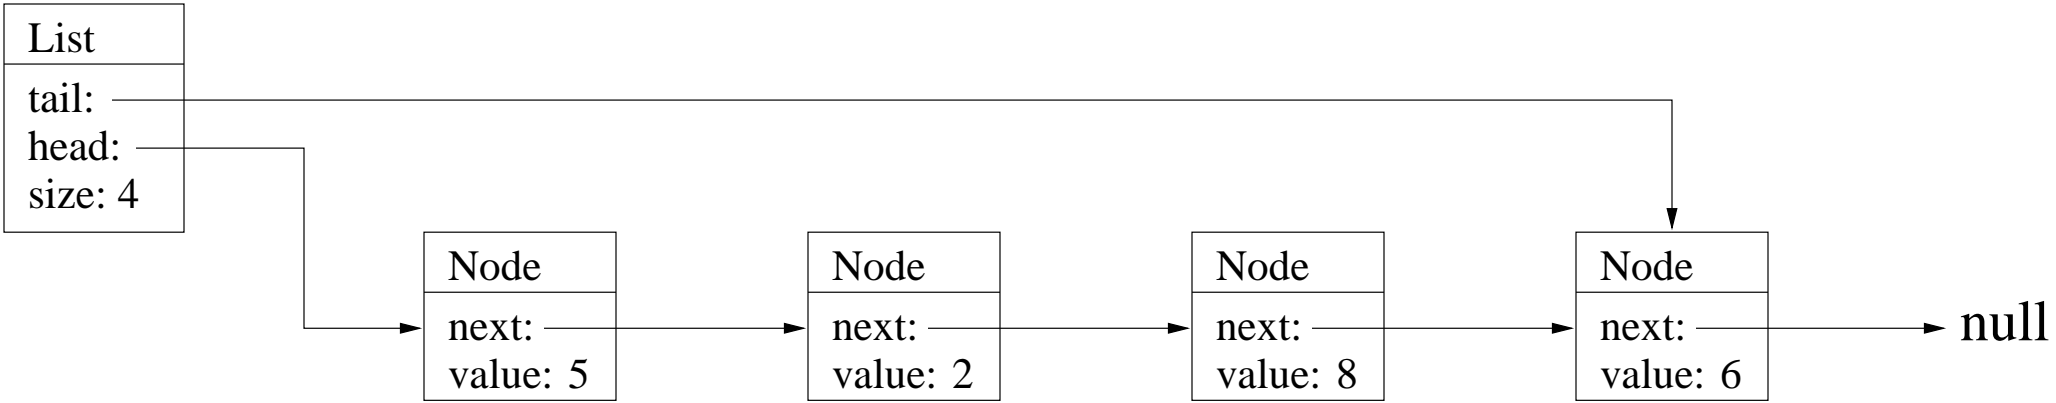 List
tail:
head:
size: 4
Node
next:
value: 5
Node
next:
value: 2
Node
next:
value: 8
Node
next:
value: 6
null